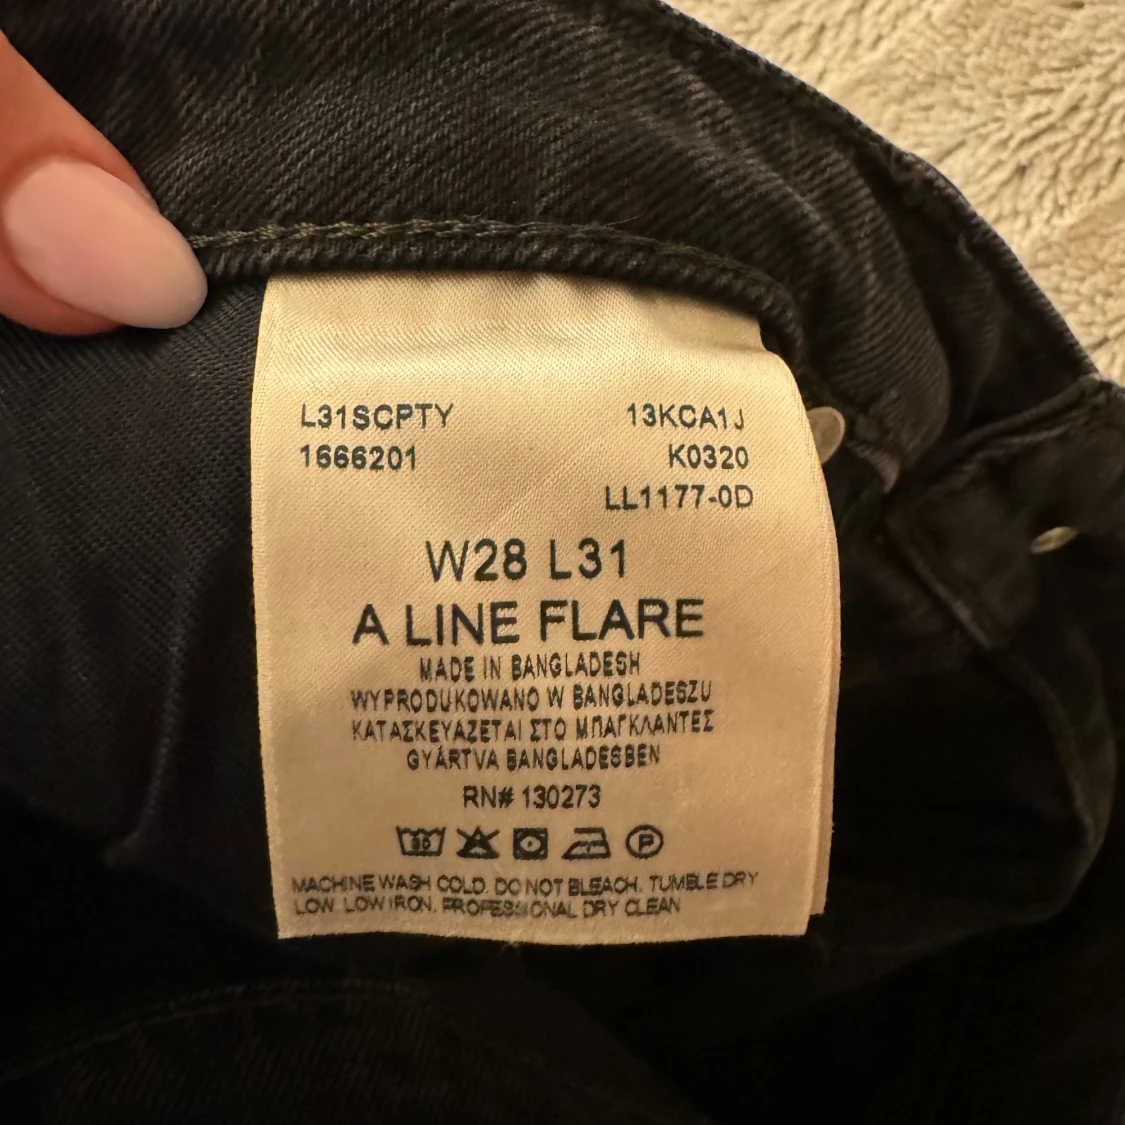 L31SCPTY 13KCA1J
1666201 K0320
LL1177-0D
W28 L31
A LINE FLARE
MADE IN BANGLADESH
WYPRODUKOWANO W BANGLADESZU
ΚΑΤΑΣΚΕΥΑΖΕΤΑΙ ΣΤΟ ΜΠΑΓΚΛΑΝΤΕΣ
GYÁRTVA BANGLADESBEN
RN# 130273
30 P
MACHINE WASH COLD. DO NOT BLEACH. TUMBLE DRY
LOW LOW IRON. PROFESSIONAL DRY CLEAN